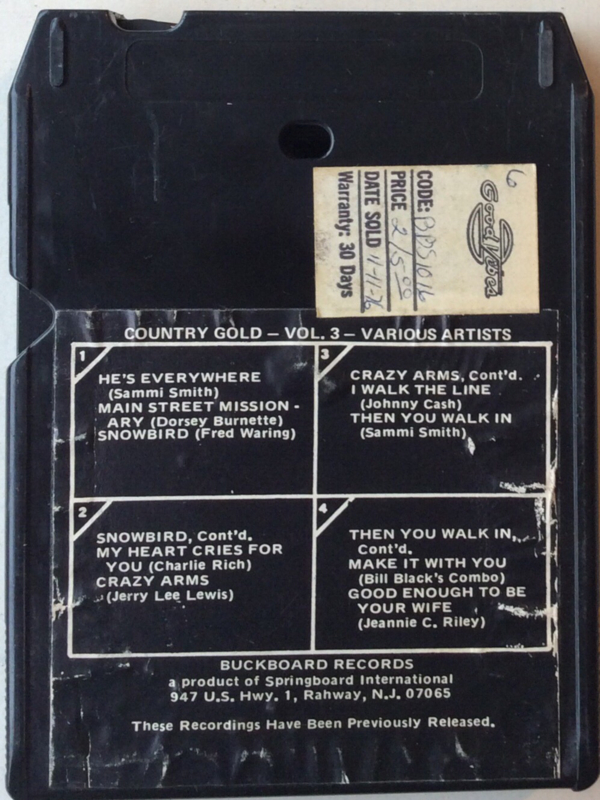 6
Good Vibes
CODE: BDS1016
PRICE 2/5.00
DATE SOLD 11-11-76
Warranty: 30 Days
COUNTRY GOLD — VOL. 3 — VARIOUS ARTISTS
1
HE'S EVERYWHERE
(Sammi Smith)
MAIN STREET MISSION -
ARY (Dorsey Burnette)
SNOWBIRD (Fred Waring)
2
SNOWBIRD, Cont'd.
MY HEART CRIES FOR
YOU (Charlie Rich)
CRAZY ARMS
(Jerry Lee Lewis)
3
CRAZY ARMS, Cont'd.
I WALK THE LINE
(Johnny Cash)
THEN YOU WALK IN
(Sammi Smith)
4
THEN YOU WALK IN,
Cont'd.
MAKE IT WITH YOU
(Bill Black's Combo)
GOOD ENOUGH TO BE
YOUR WIFE
(Jeannie C. Riley)
BUCKBOARD RECORDS
a product of Springboard International
947 U.S. Hwy. 1, Rahway, N.J. 07065
These Recordings Have Been Previously Released.